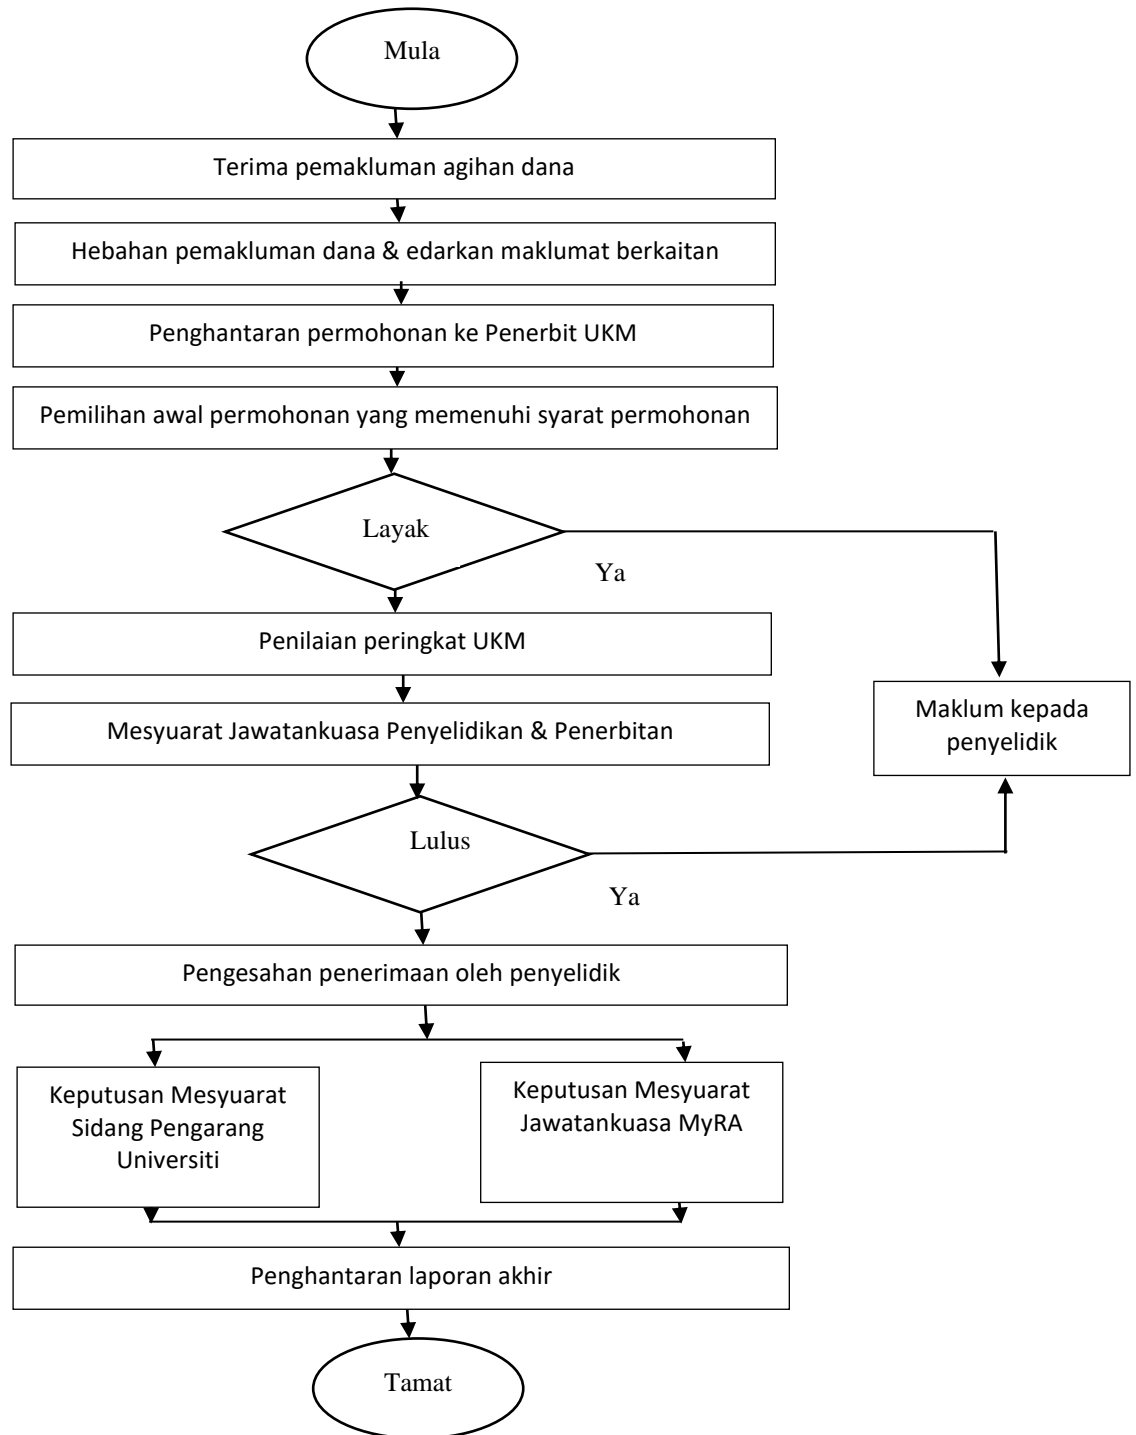 Mula
Terima pemakluman agihan dana
Hebahan pemakluman dana & edarkan maklumat berkaitan
Penghantaran permohonan ke Penerbit UKM
Pemilihan awal permohonan yang memenuhi syarat permohonan
Layak
Ya
Penilaian peringkat UKM
Maklum kepada
penyelidik
Mesyuarat Jawatankuasa Penyelidikan & Penerbitan
Lulus
Ya
Pengesahan penerimaan oleh penyelidik
Keputusan Mesyuarat
Sidang Pengarang
Universiti
Keputusan Mesyuarat
Jawatankuasa MyRA
Penghantaran laporan akhir
Tamat